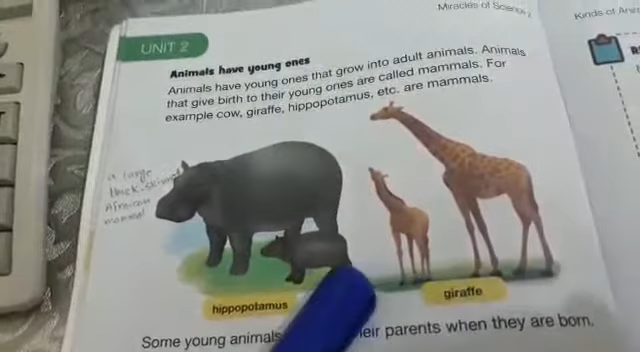 Miracles of Science 2
Kinds of
UNIT 2
Animals have young ones
Animals have young ones that grow into adult animals. Animals
that give birth to their young ones are called mammals. For
example cow, giraffe, hippopotamus, etc. are mammals.
a large
thick-skinned
African
mammal
hippopotamus
giraffe
Some young animals
eir parents when they are born.